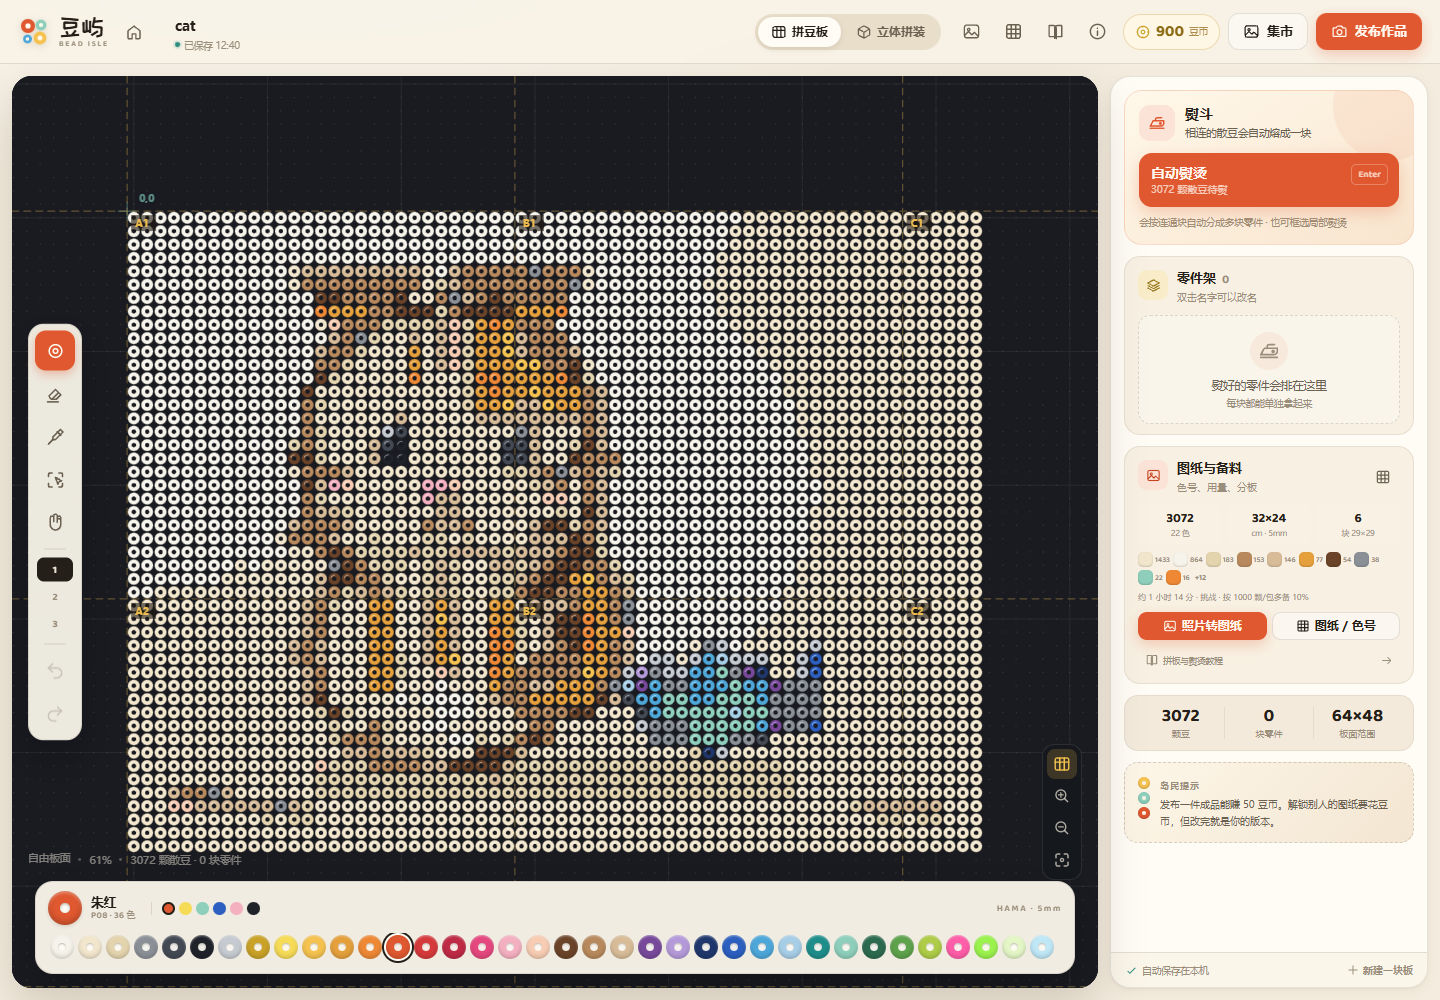 豆屿
BEAD ISLE
cat
已保存 12:40
拼豆板
立体拼装
900 豆币
集市
发布作品
0,0
A1
B1
C1
A2
B2
C2
1
2
3
自由板面 · 61% · 3072 颗散豆 · 0 块零件
朱红
P08 · 36 色
HAMA · 5mm
熨斗
相连的散豆会自动熔成一块
自动熨烫
3072 颗散豆待熨
Enter
会按连通块自动分成多块零件 · 也可框选局部熨烫
零件架 0
双击名字可以改名
熨好的零件会排在这里
每块都能单独拿起来
图纸与备料
色号、用量、分板
3072
22 色
32×24
cm · 5mm
6
块 29×29
1433 864 183 153 146 77 54 38
22 16 +12
约 1 小时 14 分 · 挑战 · 按 1000 颗/包多备 10%
照片转图纸
图纸 / 色号
拼板与熨烫教程
3072
颗豆
0
块零件
64×48
板面范围
岛民提示
发布一件成品能赚 50 豆币。解锁别人的图纸要花豆
币，但改完就是你的版本。
自动保存在本机
新建一块板